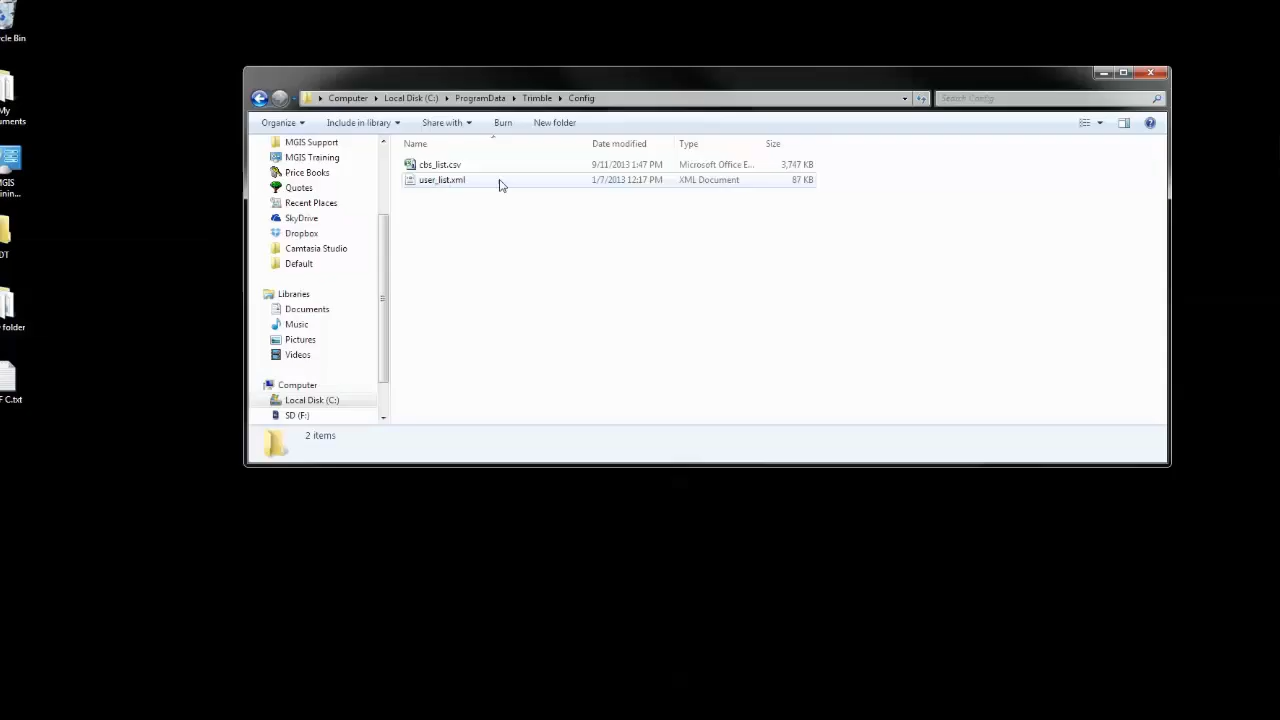 cle Bin
My
cuments
MGIS
inin...
DT
folder
F C.txt
Computer Local Disk (C:) ProgramData Trimble Config
Search Config
Organize Include in library Share with Burn New folder
MGIS Support
MGIS Training
Price Books
Quotes
Recent Places
SkyDrive
Dropbox
Camtasia Studio
Default
Libraries
Documents
Music
Pictures
Videos
Computer
Local Disk (C:)
SD (F:)
Name Date modified Type Size
cbs_list.csv 9/11/2013 1:47 PM Microsoft Office E... 3,747 KB
user_list.xml 1/7/2013 12:17 PM XML Document 87 KB
2 items